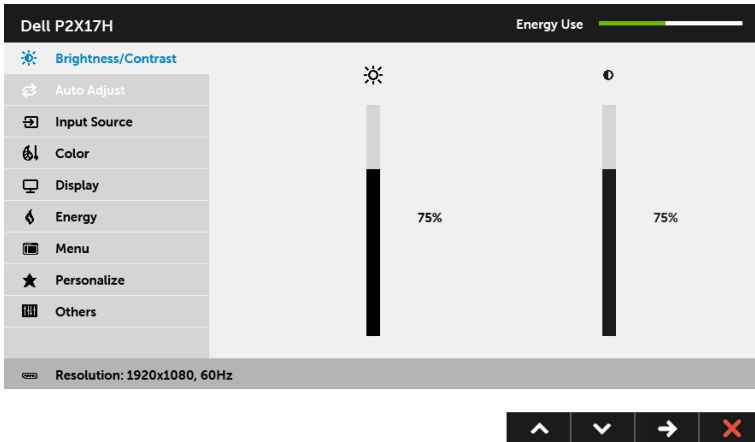 Dell P2X17H
Energy Use
Brightness/Contrast
Auto Adjust
Input Source
Color
Display
Energy
Menu
Personalize
Others
75%
75%
Resolution: 1920x1080, 60Hz